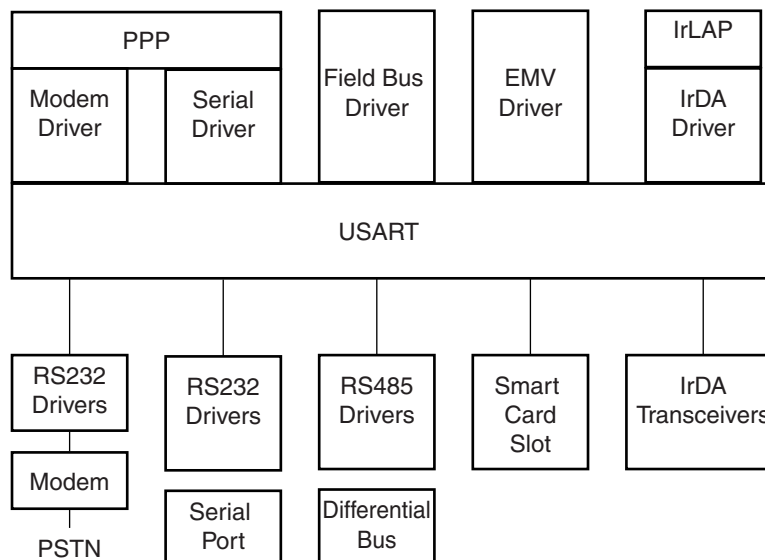 PPP
Modem
Driver
Serial
Driver
Field Bus
Driver
EMV
Driver
IrLAP
IrDA
Driver
USART
RS232
Drivers
Modem
PSTN
RS232
Drivers
Serial
Port
RS485
Drivers
Differential
Bus
Smart
Card
Slot
IrDA
Transceivers